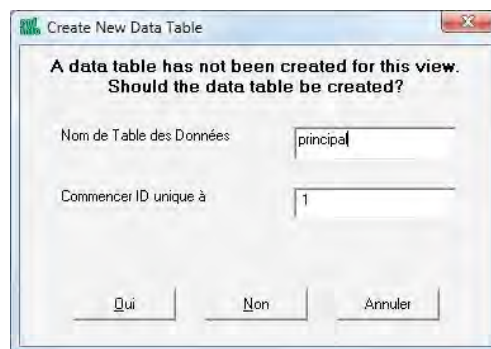 Create New Data Table
A data table has not been created for this view.
Should the data table be created?
Nom de Table des Données
principal
Commencer ID unique à
1
Oui
Non
Annuler